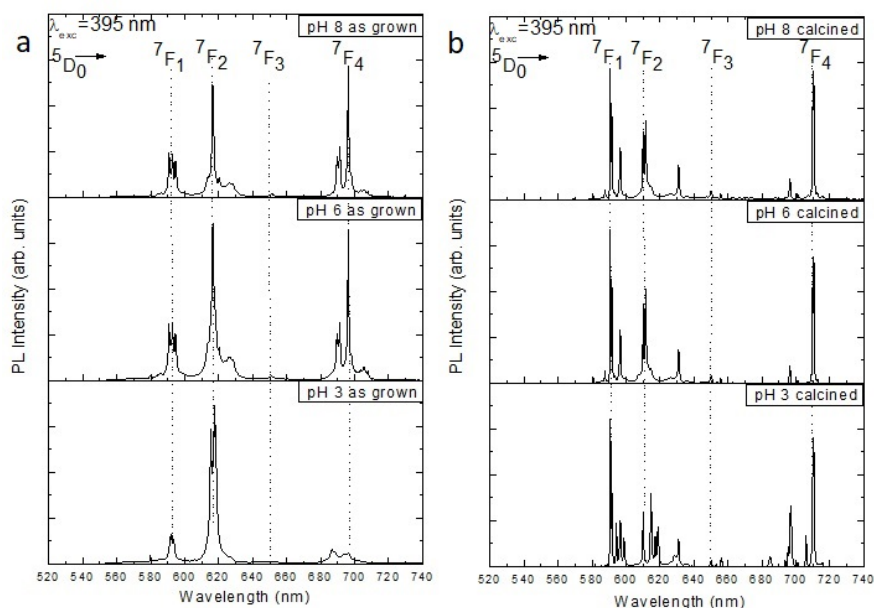 a
λexc=395 nm
5D0
7F1
7F2
7F3
7F4
pH 8 as grown
pH 6 as grown
pH 3 as grown
PL Intensity (arb. units)
520 540 560 580 600 620 640 660 680 700 720 740
Wavelength (nm)
b
λexc=395 nm
5D0
7F1
7F2
7F3
7F4
pH 8 calcined
pH 6 calcined
pH 3 calcined
PL Intensity (arb. units)
520 540 560 580 600 620 640 660 680 700 720 740
Wavelength (nm)